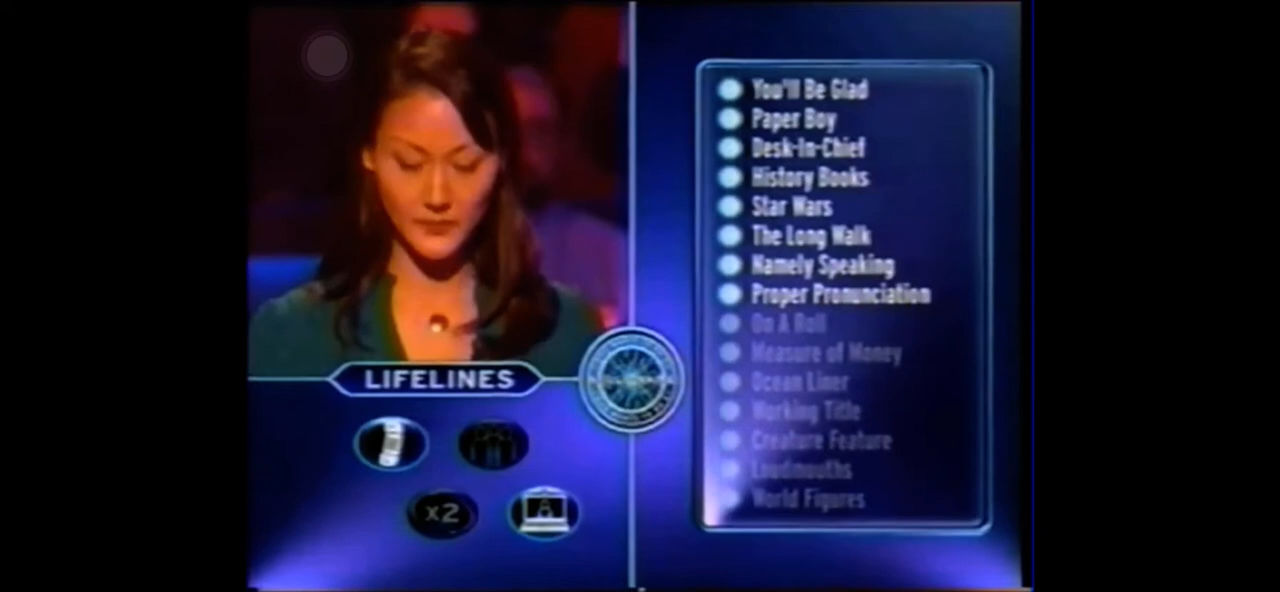 LIFELINES
x2
You'll Be Glad
Paper Boy
Desk-In-Chief
History Books
Star Wars
The Long Walk
Namely Speaking
Proper Pronunciation
On A Roll
Measure of Money
Ocean Liner
Working Title
Creature Feature
Loudmouths
World Figures